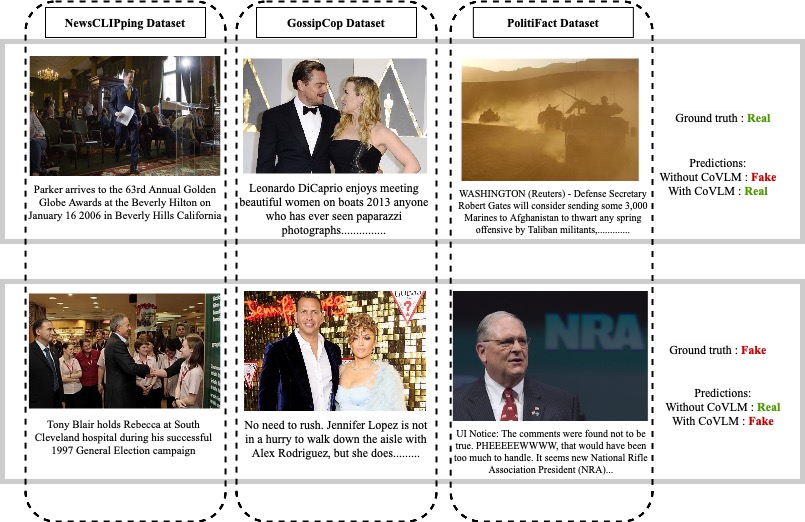 NewsCLIPping Dataset
GossipCop Dataset
PolitiFact Dataset
Parker arrives to the 63rd Annual Golden
Globe Awards at the Beverly Hilton on
January 16 2006 in Beverly Hills California
Leonardo DiCaprio enjoys meeting
beautiful women on boats 2013 anyone
who has ever seen paparazzi
photographs...............
WASHINGTON (Reuters) - Defense Secretary
Robert Gates will consider sending some 3,000
Marines to Afghanistan to thwart any spring
offensive by Taliban militants,.............
Ground truth : Real
Predictions:
Without CoVLM : Fake
With CoVLM : Real
Tony Blair holds Rebecca at South
Cleveland hospital during his successful
1997 General Election campaign
GUESS
?
No need to rush. Jennifer Lopez is not
in a hurry to walk down the aisle with
Alex Rodriguez, but she does.........
NRA
UI Notice: The comments were found not to be
true. PHEEEEEWWWW, that would have been
too much to handle. It seems new National Rifle
Association President (NRA)...
Ground truth : Fake
Predictions:
Without CoVLM : Real
With CoVLM : Fake